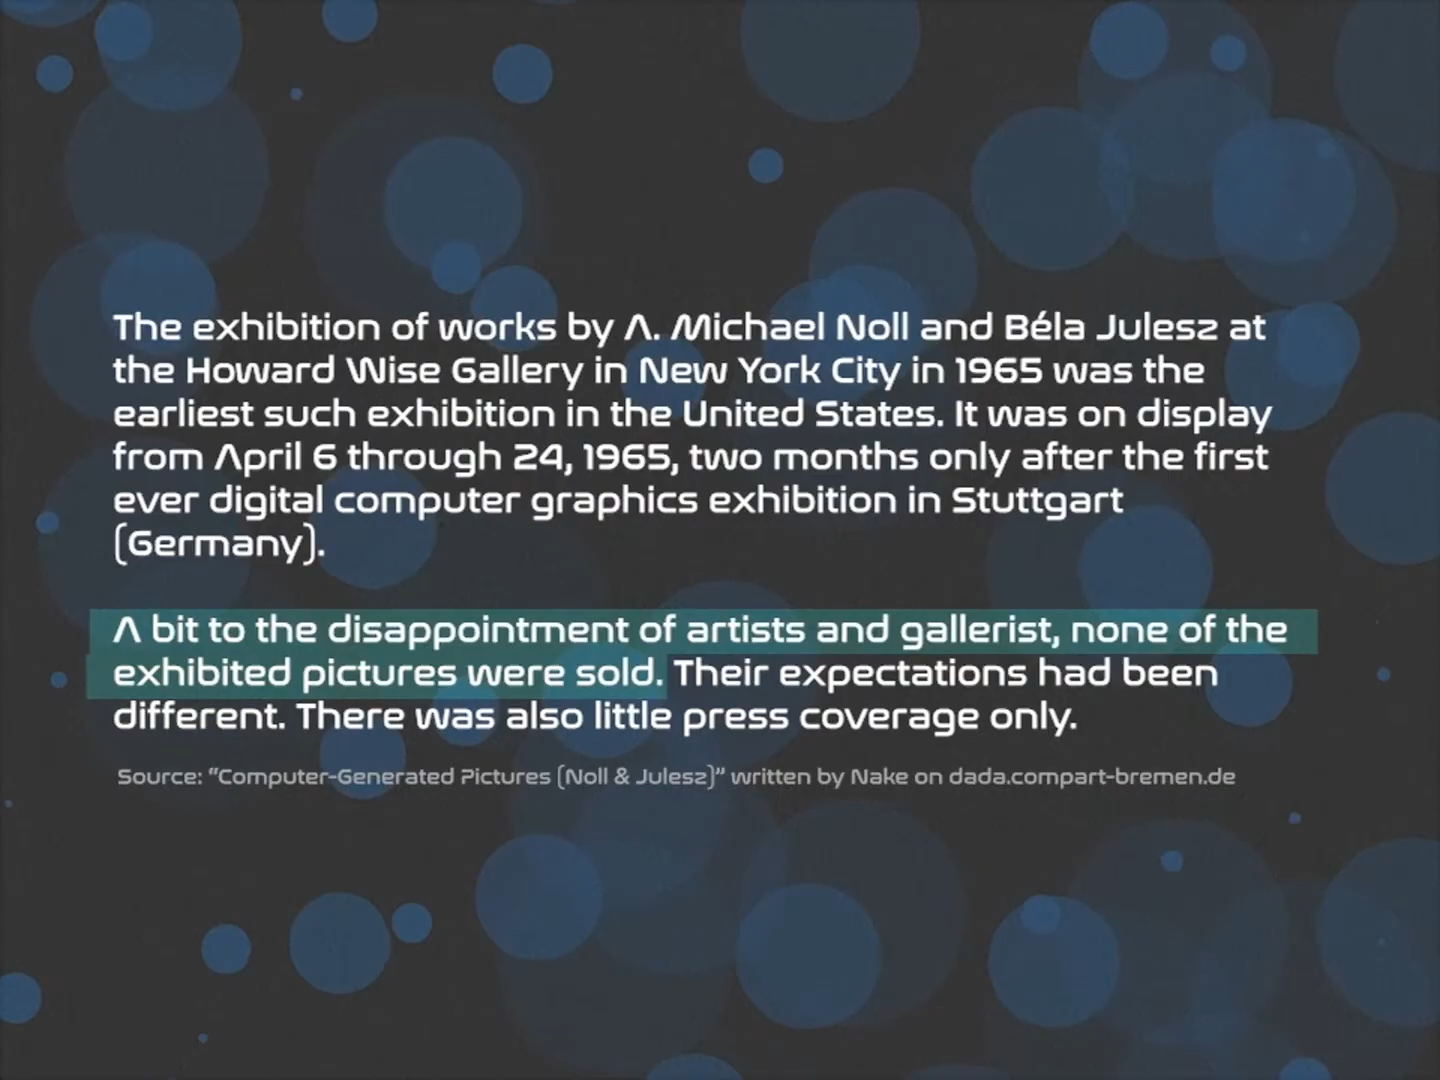 The exhibition of works by A. Michael Noll and Béla Julesz at
the Howard Wise Gallery in New York City in 1965 was the
earliest such exhibition in the United States. It was on display
from April 6 through 24, 1965, two months only after the first
ever digital computer graphics exhibition in Stuttgart
(Germany).
A bit to the disappointment of artists and gallerist, none of the
exhibited pictures were sold. Their expectations had been
different. There was also little press coverage only.
Source: "Computer-Generated Pictures (Noll & Julesz)" written by Nake on dada.compart-bremen.de